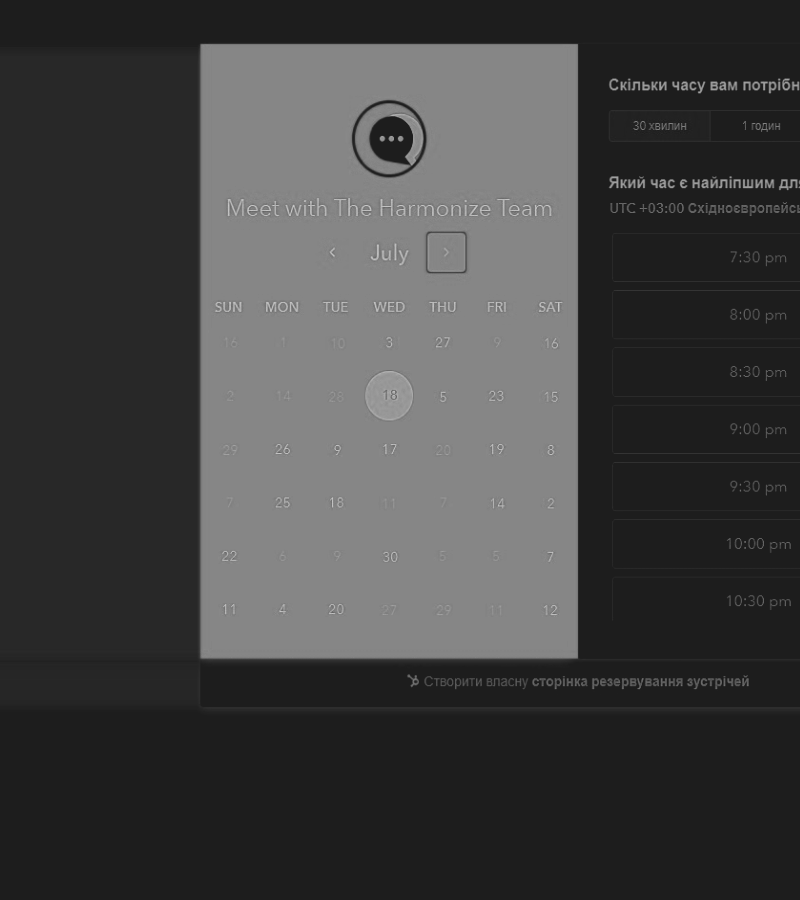 Meet with The Harmonize Team
July
SUN MON TUE WED THU FRI SAT
16 1 10 3 27 9 16
2 14 28 18 5 23 15
29 26 9 17 20 19 8
7 25 18 11 7 14 2
22 6 9 30 5 5 7
11 4 20 27 29 11 12
Скільки часу вам потрібн
30 хвилин 1 годин
Який час є найліпшим для
UTC +03:00 Східноєвропейсь
7:30 pm
8:00 pm
8:30 pm
9:00 pm
9:30 pm
10:00 pm
10:30 pm
Створити власну сторінка резервування зустрічей